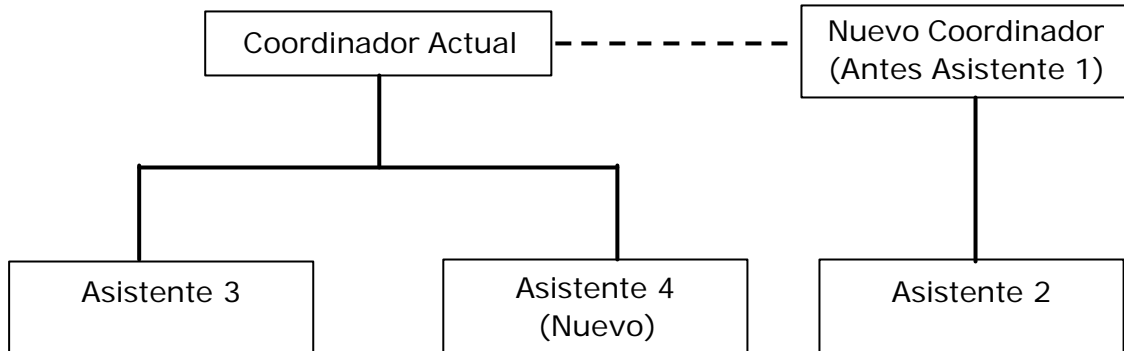 Coordinador Actual
Nuevo Coordinador
(Antes Asistente 1)
Asistente 3
Asistente 4
(Nuevo)
Asistente 2